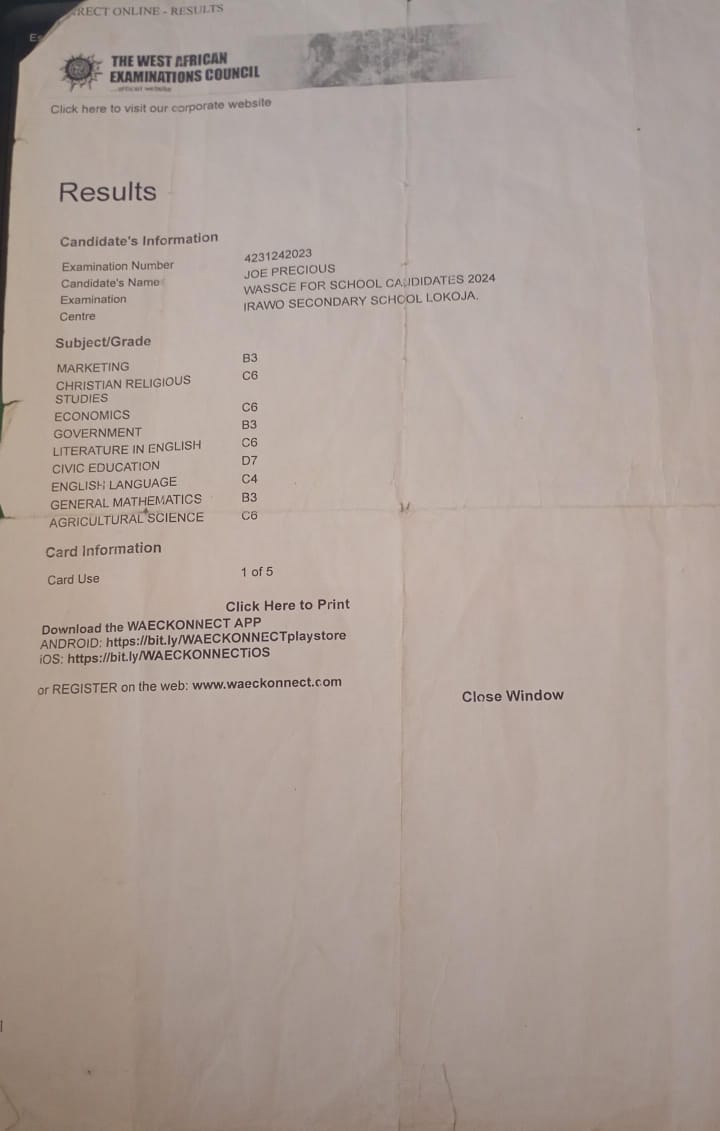 RECT ONLINE - RESULTS
THE WEST AFRICAN
EXAMINATIONS COUNCIL
...official website
Click here to visit our corporate website
Results
Candidate's Information
Examination Number 4231242023
Candidate's Name JOE PRECIOUS
Examination WASSCE FOR SCHOOL CANDIDATES 2024
Centre IRAWO SECONDARY SCHOOL LOKOJA.
Subject/Grade
MARKETING B3
CHRISTIAN RELIGIOUS C6
STUDIES
ECONOMICS C6
GOVERNMENT B3
LITERATURE IN ENGLISH C6
CIVIC EDUCATION D7
ENGLISH LANGUAGE C4
GENERAL MATHEMATICS B3
AGRICULTURAL SCIENCE C6
Card Information
Card Use 1 of 5
Click Here to Print
Download the WAECKONNECT APP
ANDROID: https://bit.ly/WAECKONNECTplaystore
iOS: https://bit.ly/WAECKONNECTiOS
or REGISTER on the web: www.waeckonnect.com
Close Window